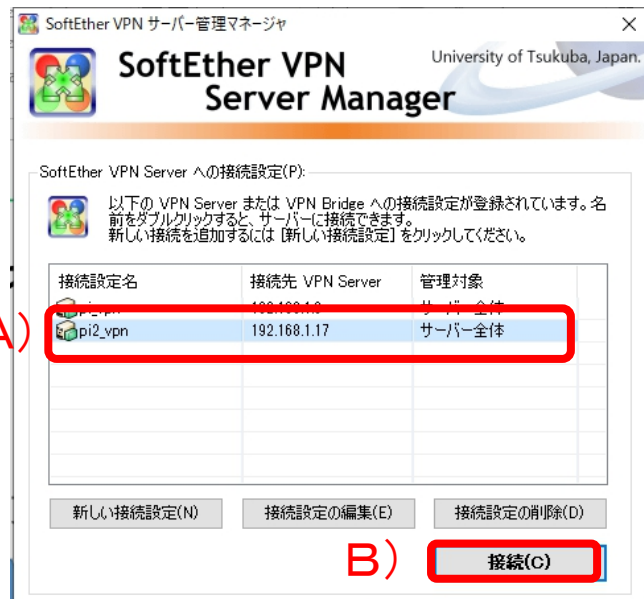 SoftEther VPN サーバー管理マネージャ
SoftEther VPN
Server Manager
University of Tsukuba, Japan.
SoftEther VPN Server への接続設定(P):
以下の VPN Server または VPN Bridge への接続設定が登録されています。名
前をダブルクリックすると、サーバーに接続できます。
新しい接続を追加するには [新しい接続設定] をクリックしてください。
接続設定名 接続先 VPN Server 管理対象
サーバー全体
A)
pi2_vpn 192.168.1.17 サーバー全体
新しい接続設定(N) 接続設定の編集(E) 接続設定の削除(D)
B)
接続(C)